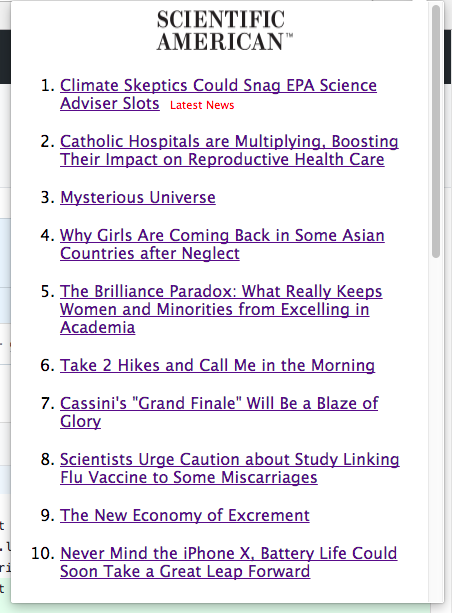 SCIENTIFIC
AMERICAN™
1. Climate Skeptics Could Snag EPA Science
Adviser Slots Latest News
2. Catholic Hospitals are Multiplying, Boosting
Their Impact on Reproductive Health Care
3. Mysterious Universe
4. Why Girls Are Coming Back in Some Asian
Countries after Neglect
5. The Brilliance Paradox: What Really Keeps
Women and Minorities from Excelling in
Academia
6. Take 2 Hikes and Call Me in the Morning
7. Cassini's "Grand Finale" Will Be a Blaze of
Glory
8. Scientists Urge Caution about Study Linking
Flu Vaccine to Some Miscarriages
9. The New Economy of Excrement
10. Never Mind the iPhone X, Battery Life Could
Soon Take a Great Leap Forward